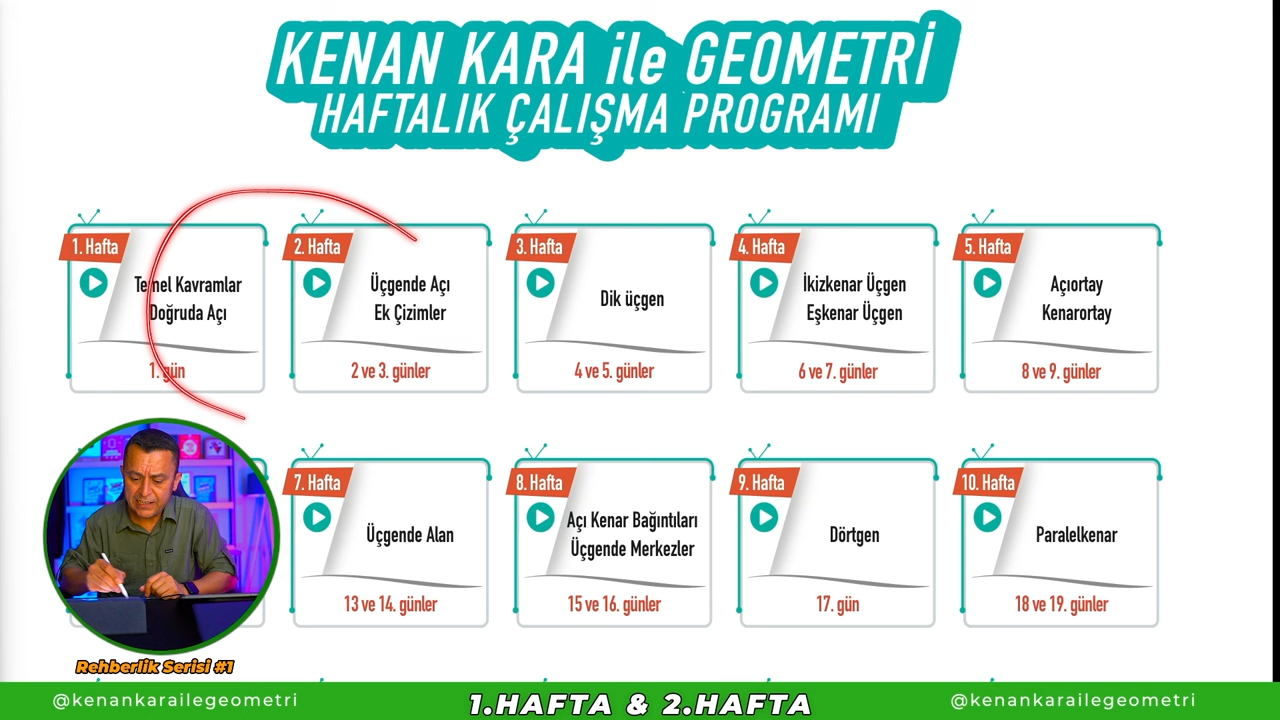 KENAN KARA ile GEOMETRİ
HAFTALIK ÇALIŞMA PROGRAMI
1. Hafta
Temel Kavramlar
Doğruda Açı
1. gün
2. Hafta
Üçgende Açı
Ek Çizimler
2 ve 3. günler
3. Hafta
Dik üçgen
4 ve 5. günler
4. Hafta
İkizkenar Üçgen
Eşkenar Üçgen
6 ve 7. günler
5. Hafta
Açıortay
Kenarortay
8 ve 9. günler
7. Hafta
Üçgende Alan
13 ve 14. günler
8. Hafta
Açı Kenar Bağıntıları
Üçgende Merkezler
15 ve 16. günler
9. Hafta
Dörtgen
17. gün
10. Hafta
Paralelkenar
18 ve 19. günler
Rehberlik Serisi #1
@kenankarailegeometri
1.HAFTA & 2.HAFTA
@kenankarailegeometri